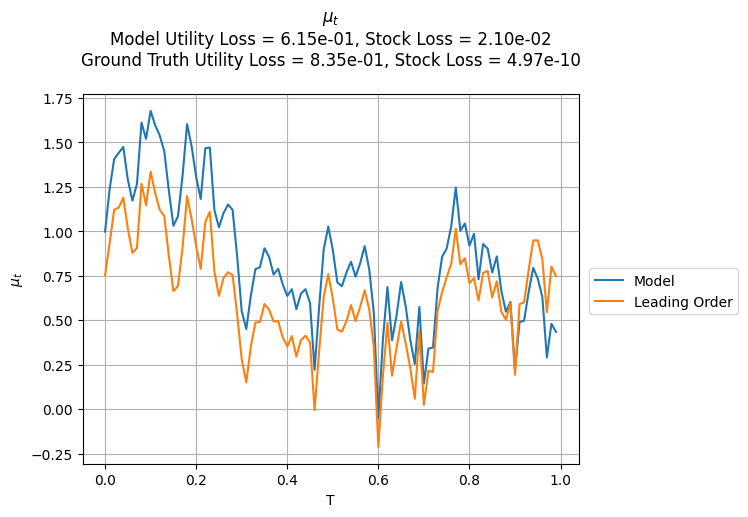 μt
Model Utility Loss = 6.15e-01, Stock Loss = 2.10e-02
Ground Truth Utility Loss = 8.35e-01, Stock Loss = 4.97e-10
1.75
1.50
1.25
1.00
0.75
0.50
0.25
0.00
−0.25
μt
0.0 0.2 0.4 0.6 0.8 1.0
T
Model
Leading Order